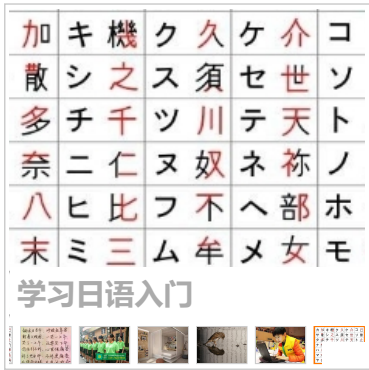 加 キ 機 ク 久 ケ 介 コ
散 シ 之 ス 須 セ 世 ソ
多 チ 千 ツ 川 テ 天 ト
奈 ニ 仁 ヌ 奴 ネ 祢 ノ
八 ヒ 比 フ 不 ヘ 部 ホ
末 ミ 三 ム 牟 メ 女 モ
学习日语入门